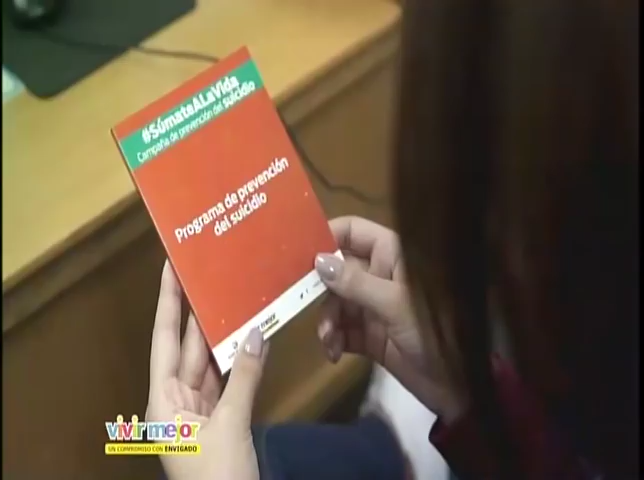 #SúmateALaVida
Campaña de prevención del suicidio
Programa de prevención
del suicidio
vivir mejor
UN COMPROMISO CON ENVIGADO